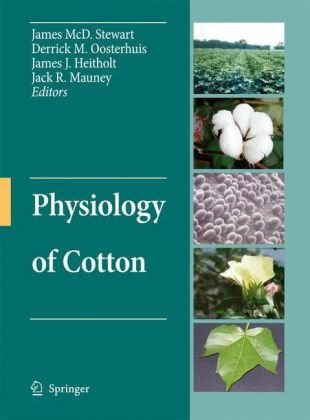 James McD. Stewart
Derrick M. Oosterhuis
James J. Heitholt
Jack R. Mauney
Editors
Physiology
of Cotton
Springer